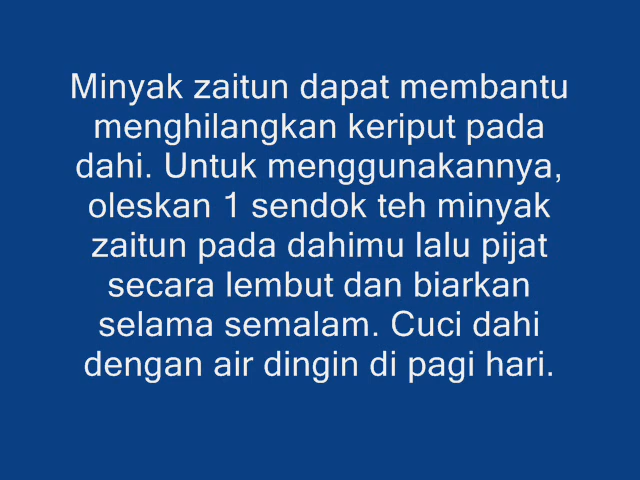 Minyak zaitun dapat membantu
menghilangkan keriput pada
dahi. Untuk menggunakannya,
oleskan 1 sendok teh minyak
zaitun pada dahimu lalu pijat
secara lembut dan biarkan
selama semalam. Cuci dahi
dengan air dingin di pagi hari.